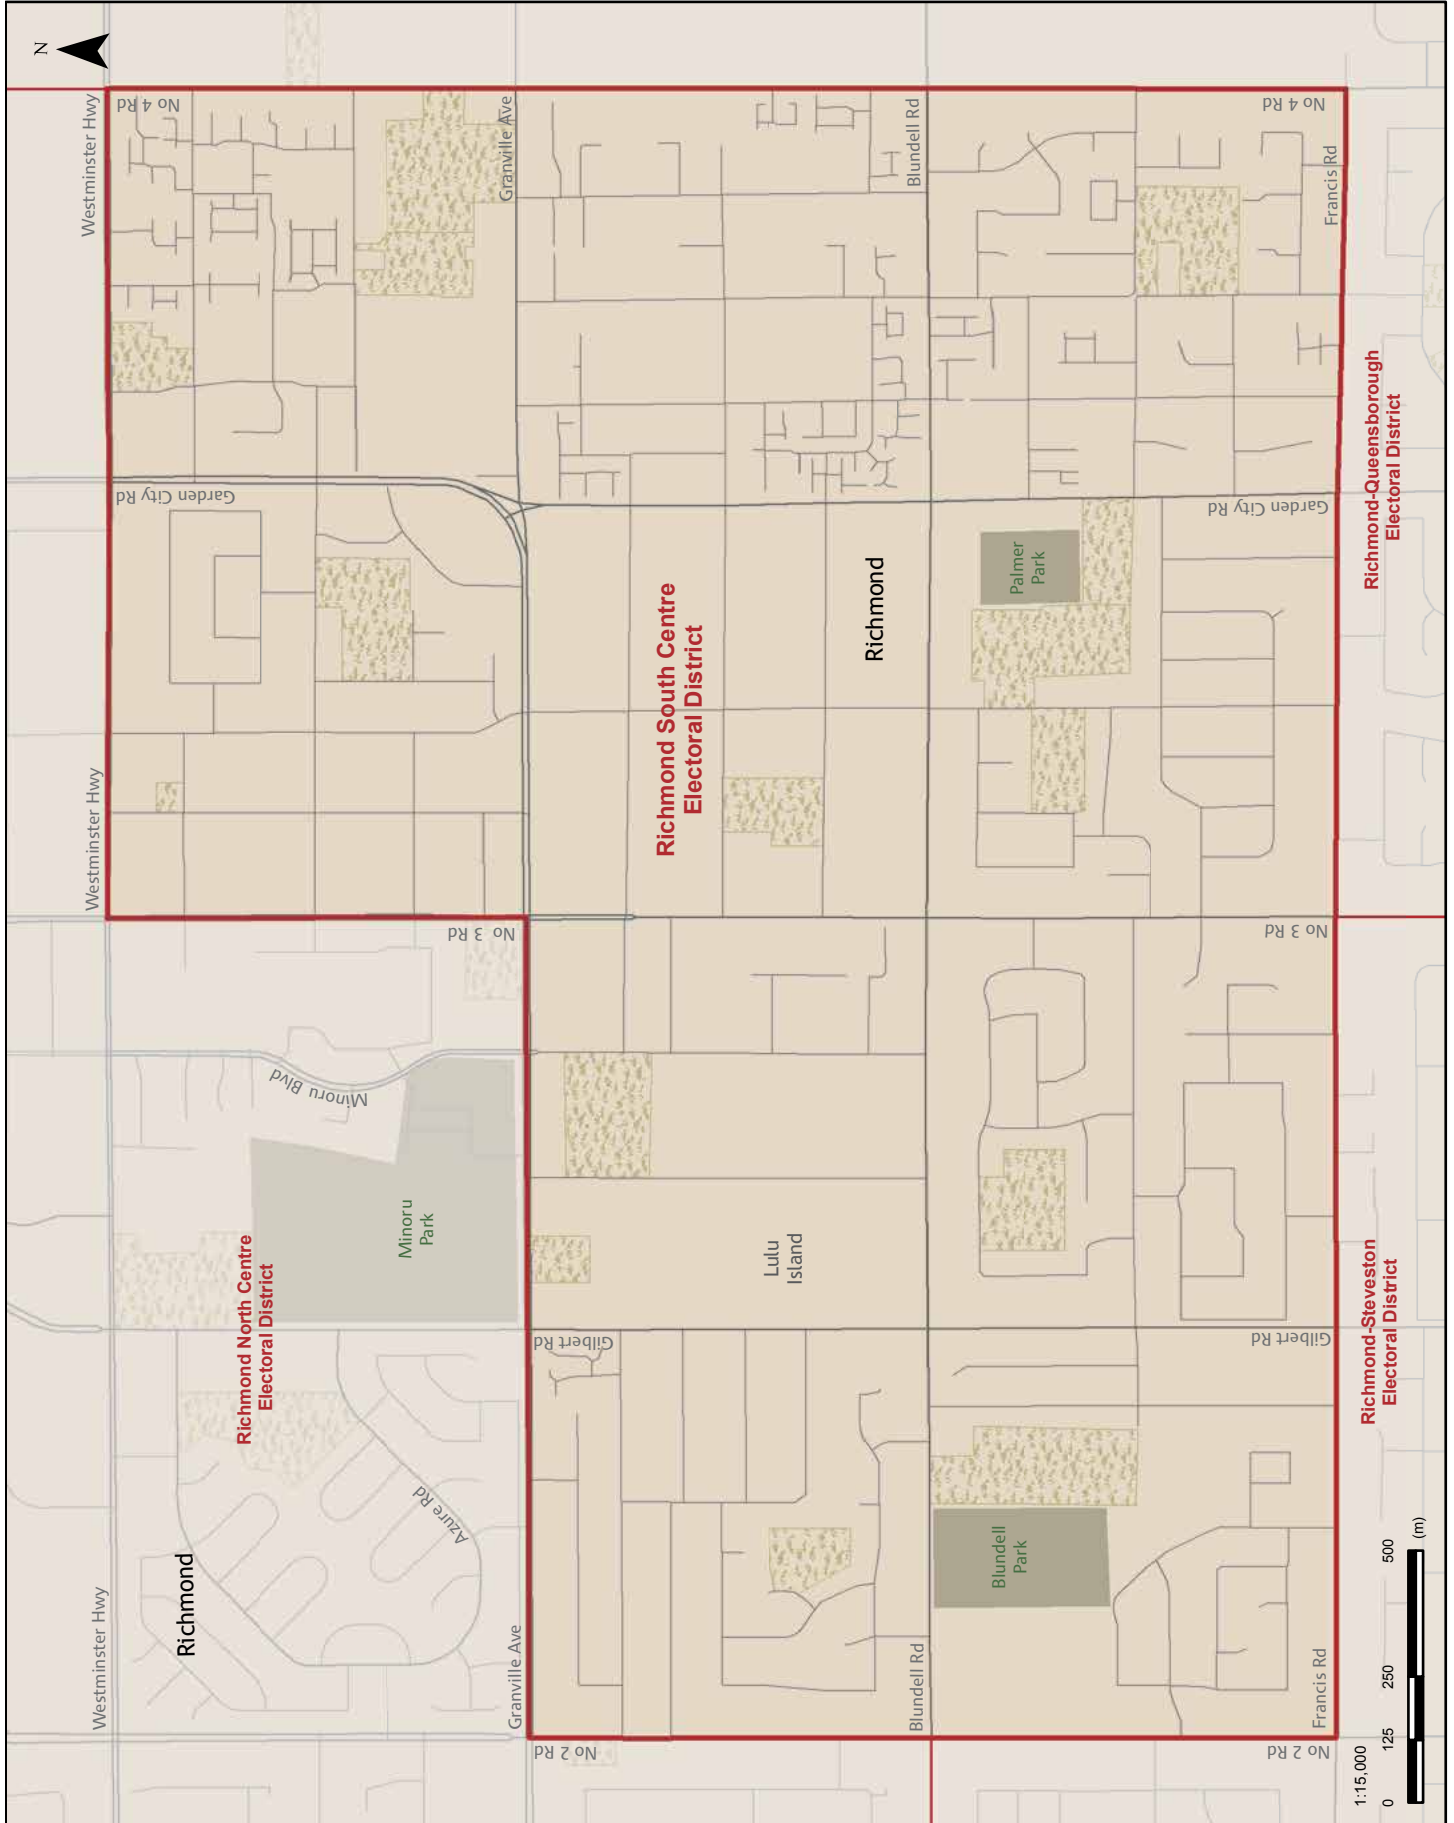 N
Westminster Hwy
Westminster Hwy
Westminster Hwy
No 4 Rd
Garden City Rd
Richmond
Richmond North Centre
Electoral District
Minoru Blvd
Minoru
Park
Azure Rd
No 3 Rd
Granville Ave
Granville Ave
No 2 Rd
Gilbert Rd
Richmond South Centre
Electoral District
Lulu
Island
Richmond
Blundell Rd
Blundell Rd
Blundell
Park
Palmer
Park
No 2 Rd
Gilbert Rd
No 3 Rd
Garden City Rd
No 4 Rd
Francis Rd
Francis Rd
Richmond-Steveston
Electoral District
Richmond-Queensborough
Electoral District
1:15,000
0 125 250 500
(m)